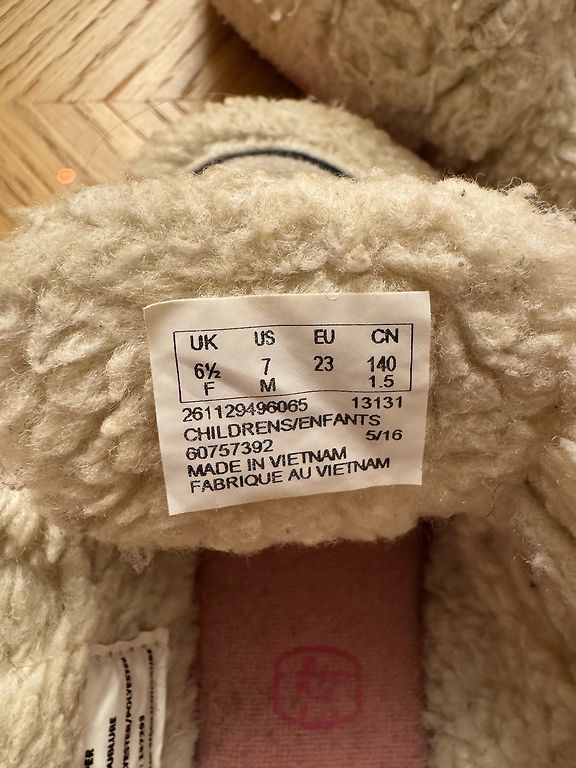 UK US EU CN
6½ 7 23 140
F M 1.5
261129496065 13131
CHILDRENS/ENFANTS
60757392 5/16
MADE IN VIETNAM
FABRIQUE AU VIETNAM